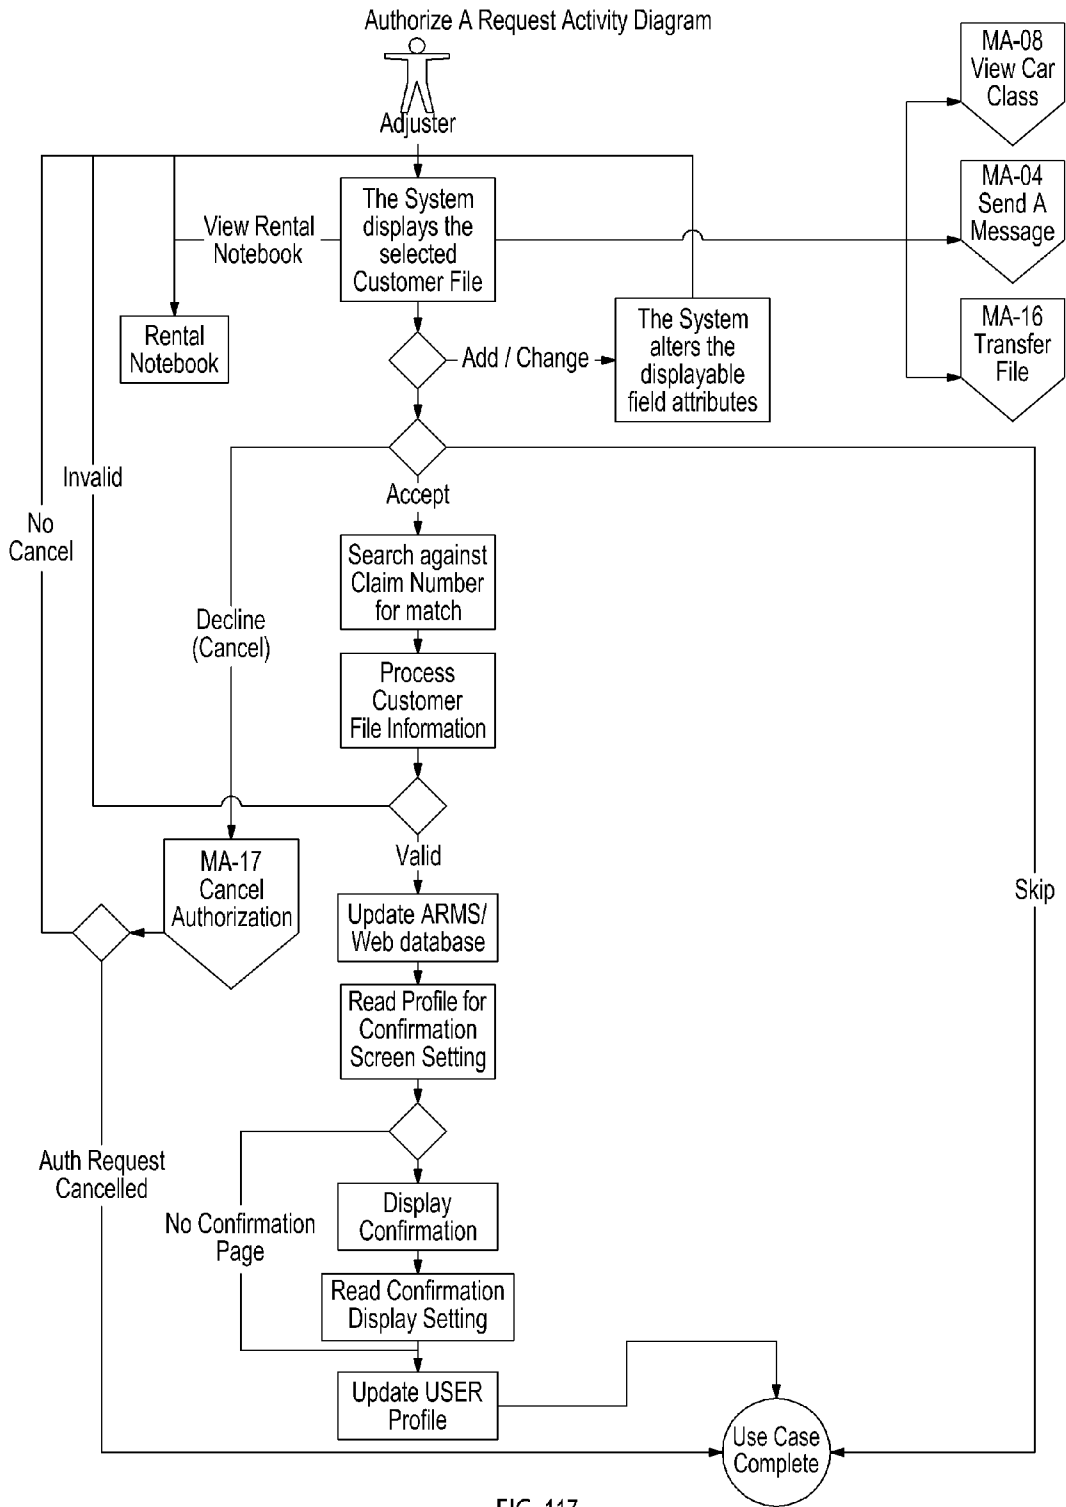 Authorize A Request Activity Diagram
Adjuster
MA-08
View Car
Class
The System
displays the
selected
Customer File
View Rental
Notebook
MA-04
Send A
Message
Rental
Notebook
Add / Change
The System
alters the
displayable
field attributes
MA-16
Transfer
File
Invalid
No
Cancel
Accept
Search against
Claim Number
for match
Decline
(Cancel)
Process
Customer
File Information
Valid
MA-17
Cancel
Authorization
Skip
Update ARMS/
Web database
Read Profile for
Confirmation
Screen Setting
Auth Request
Cancelled
No Confirmation
Page
Display
Confirmation
Read Confirmation
Display Setting
Update USER
Profile
Use Case
Complete
FIG. 117